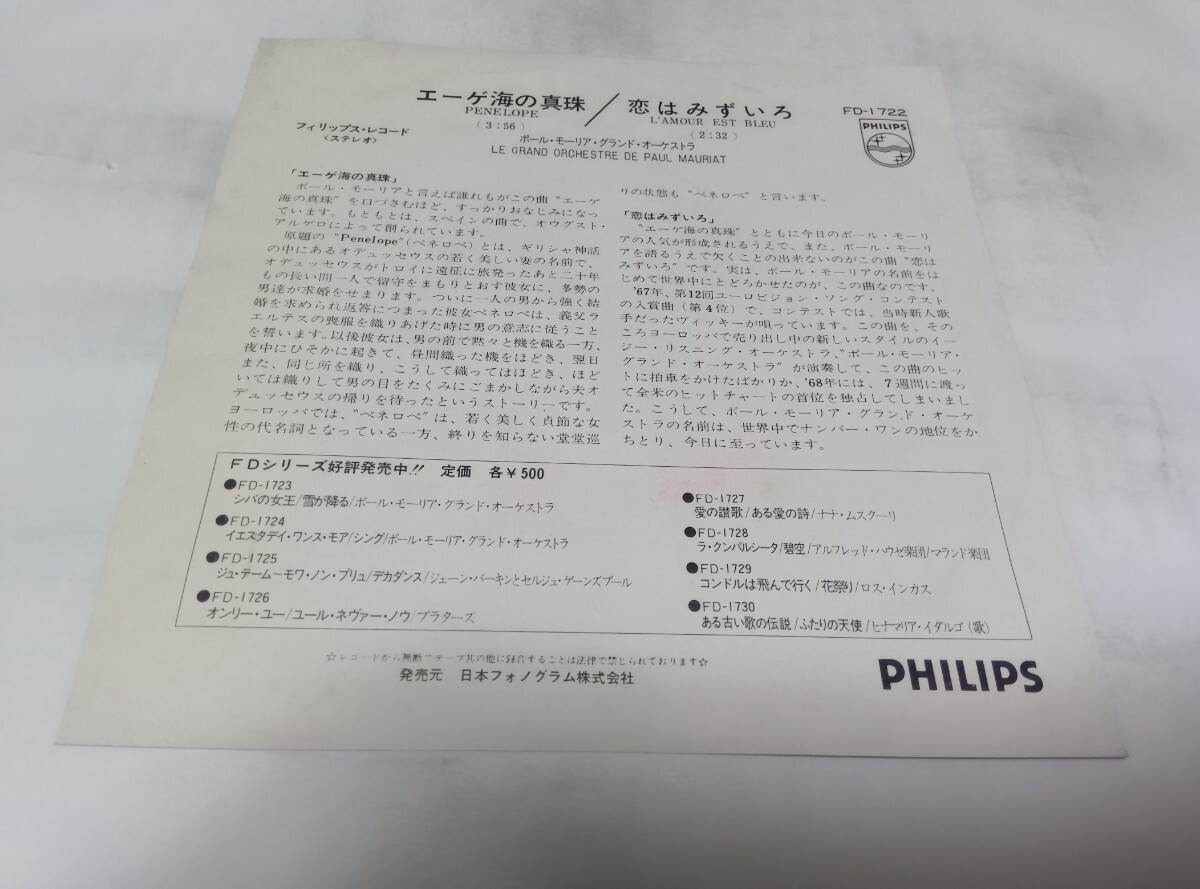 エーゲ海の真珠/恋はみずいろ
PENELOPE
L'AMOUR EST BLEU
(3:56)
(2:32)
FD-1722
PHILIPS
フィリップス・レコード
〈ステレオ〉
ポール・モーリア・グランド・オーケストラ
LE GRAND ORCHESTRE DE PAUL MAURIAT
「エーゲ海の真珠」
ポール・モーリアと言えば誰れもがこの曲“エーゲ
海の真珠”を口づさむほど、すっかりおなじみになっ
ています。もともとは、スペインの曲で、オウグスト・
アルゲロによって創られています。
原題の“Penelope”(ペネロペ)とは、ギリシャ神話
の中にあるオデュッセウスの若く美しい妻の名前で、
オデュッセウスがトロイに遠征に旅発ったあと二十年
もの長い間一人で留守をまもりとおす彼女に、多勢の
男達が求婚をせまります。ついに一人の男から強く結
婚を求められ返答につまった彼女ペネロペは、義父ラ
エルテスの喪服を織りあげた時に男の意志に従うこと
を誓います。以後彼女は、男の前で黙々と機を織る一方、
夜中にひそかに起きて、昼間織った機をほどき、翌日
また、同じ所を織り、こうして織ってはほどき、ほど
いては織りして男の目をたくみにごまかしながら夫オ
デュッセウスの帰りを待ったというストーリーです。
ヨーロッパでは、“ペネロペ”は、若く美しく貞節な女
性の代名詞となっている一方、終りを知らない堂堂巡
りの状態も“ペネロペ”と言います。
「恋はみずいろ」
“エーゲ海の真珠”とともに今日のポール・モーリ
アの人気が形成されるうえで、また、ポール・モーリ
アを語るうえで欠くことの出来ないのがこの曲“恋は
みずいろ”です。実は、ポール・モーリアの名前をは
じめて世界中にとどろかせたのが、この曲なのです。
'67年、第12回ユーロビジョン・ソング・コンテスト
の入賞曲(第4位)で、コンテストでは、当時新人歌
手だったヴィッキーが唄っています。この曲を、その
ころヨーロッパで売り出し中の新しいスタイルのイー
ジー・リスニング・オーケストラ、“ポール・モーリア・
グランド・オーケストラ”が演奏して、この曲のヒッ
トに拍車をかけたばかりか、'68年には、7週間に渡っ
て全米のヒットチャートの首位を独占してしまいまし
た。こうして、ポール・モーリア・グランド・オーケ
ストラの名前は、世界中でナンバー・ワンの地位をか
ちとり、今日に至っています。
FDシリーズ好評発売中!! 定価 各¥500
●FD-1723
シバの女王/雪が降る/ポール・モーリア・グランド・オーケストラ
●FD-1724
イエスタデイ・ワンス・モア/シング/ポール・モーリア・グランド・オーケストラ
●FD-1725
ジュ・テーム〜モワ・ノン・プリュ/デカダンス/ジェーン・バーキンとセルジュ・ゲーンズブール
●FD-1726
オンリー・ユー/ユール・ネヴァー・ノウ/プラターズ
●FD-1727
愛の讃歌/ある愛の詩/ナナ・ムスクーリ
●FD-1728
ラ・クンパルシータ/碧空/アルフレッド・ハウゼ楽団/マランド楽団
●FD-1729
コンドルは飛んで行く/花祭り/ロス・インカス
●FD-1730
ある古い歌の伝説/ふたりの天使/ヒナマリア・イダルゴ(歌)
☆レコードから無断でテープ其の他に録音することは法律で禁じられております☆
発売元 日本フォノグラム株式会社
PHILIPS